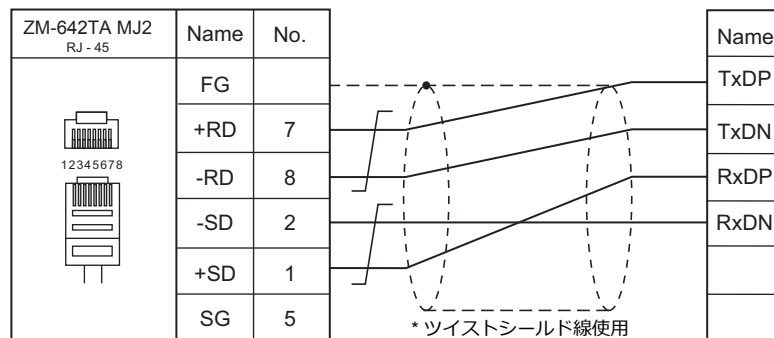 ZM-642TA MJ2 Name No. Name
RJ - 45
FG TxDP
+RD 7 TxDN
12345678
-RD 8 RxDP
-SD 2 RxDN
+SD 1
SG 5
* ツイストシールド線使用